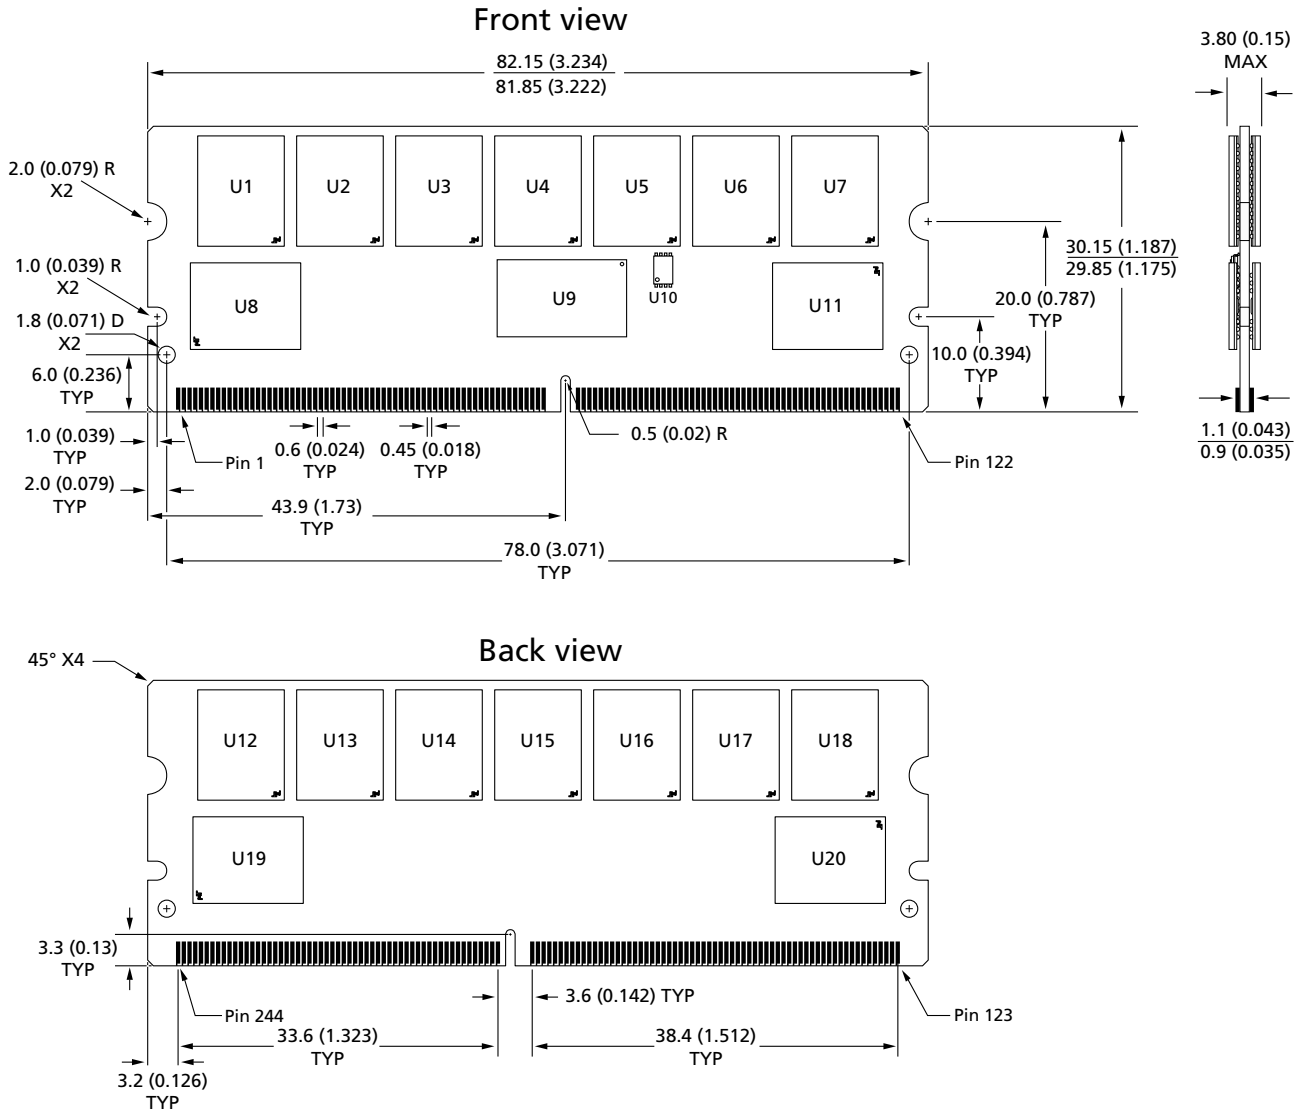 Front view
82.15 (3.234)
81.85 (3.222)
3.80 (0.15)
MAX
2.0 (0.079) R
X2
U1 U2 U3 U4 U5 U6 U7
1.0 (0.039) R
X2
30.15 (1.187)
29.85 (1.175)
U8 U9 U10 U11
20.0 (0.787)
TYP
1.8 (0.071) D
X2
10.0 (0.394)
TYP
6.0 (0.236)
TYP
1.0 (0.039)
TYP
Pin 1
0.6 (0.024)
TYP
0.45 (0.018)
TYP
0.5 (0.02) R
Pin 122
1.1 (0.043)
0.9 (0.035)
2.0 (0.079)
TYP
43.9 (1.73)
TYP
78.0 (3.071)
TYP
Back view
45° X4
U12 U13 U14 U15 U16 U17 U18
U19 U20
3.3 (0.13)
TYP
Pin 244
3.6 (0.142) TYP
Pin 123
33.6 (1.323)
TYP
38.4 (1.512)
TYP
3.2 (0.126)
TYP